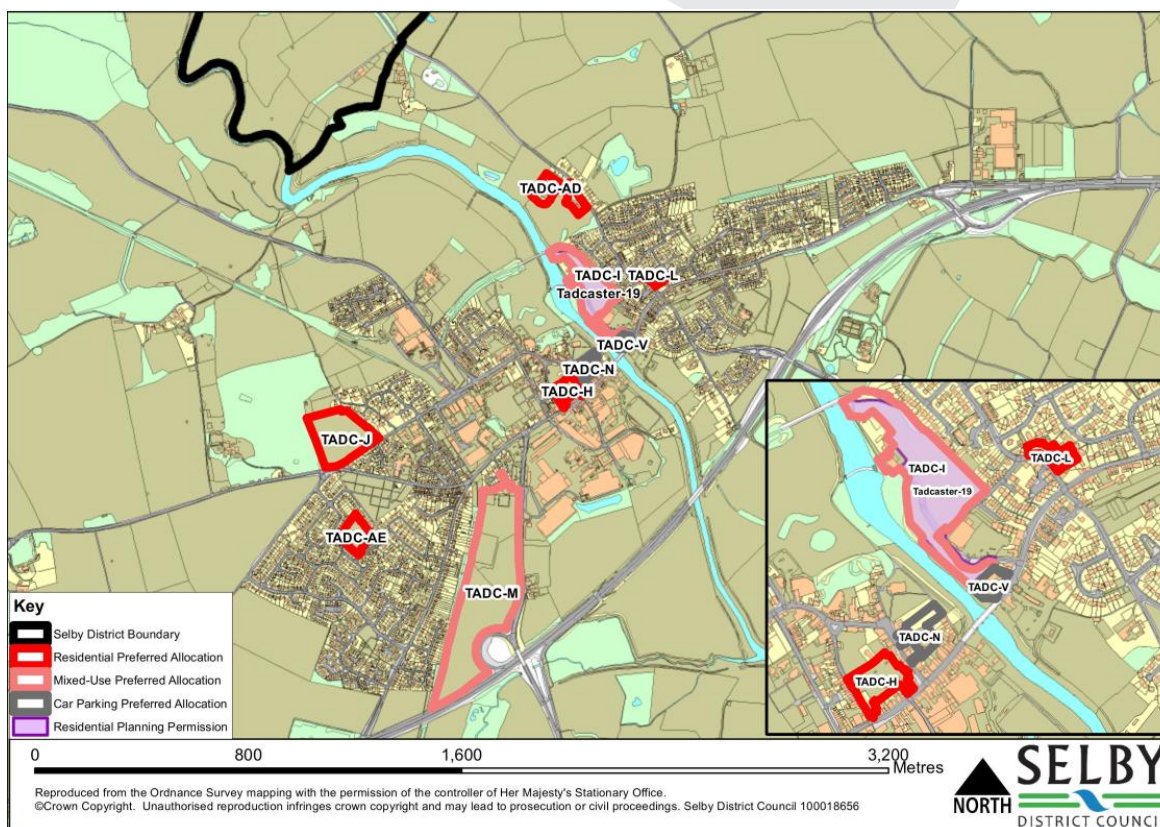 TADC-AD
TADC-I
TADC-L
Tadcaster-19
TADC-V
TADC-N
TADC-H
TADC-J
TADC-AE
TADC-M
TADC-L
TADC-I
Tadcaster-19
TADC-V
TADC-N
TADC-H
Key
Selby District Boundary
Residential Preferred Allocation
Mixed-Use Preferred Allocation
Car Parking Preferred Allocation
Residential Planning Permission
0 800 1,600 3,200
Metres
Reproduced from the Ordnance Survey mapping with the permission of the controller of Her Majesty's Stationary Office.
©Crown Copyright. Unauthorised reproduction infringes crown copyright and may lead to prosecution or civil proceedings. Selby District Council 100018656
NORTH
SELBY
DISTRICT COUNCIL